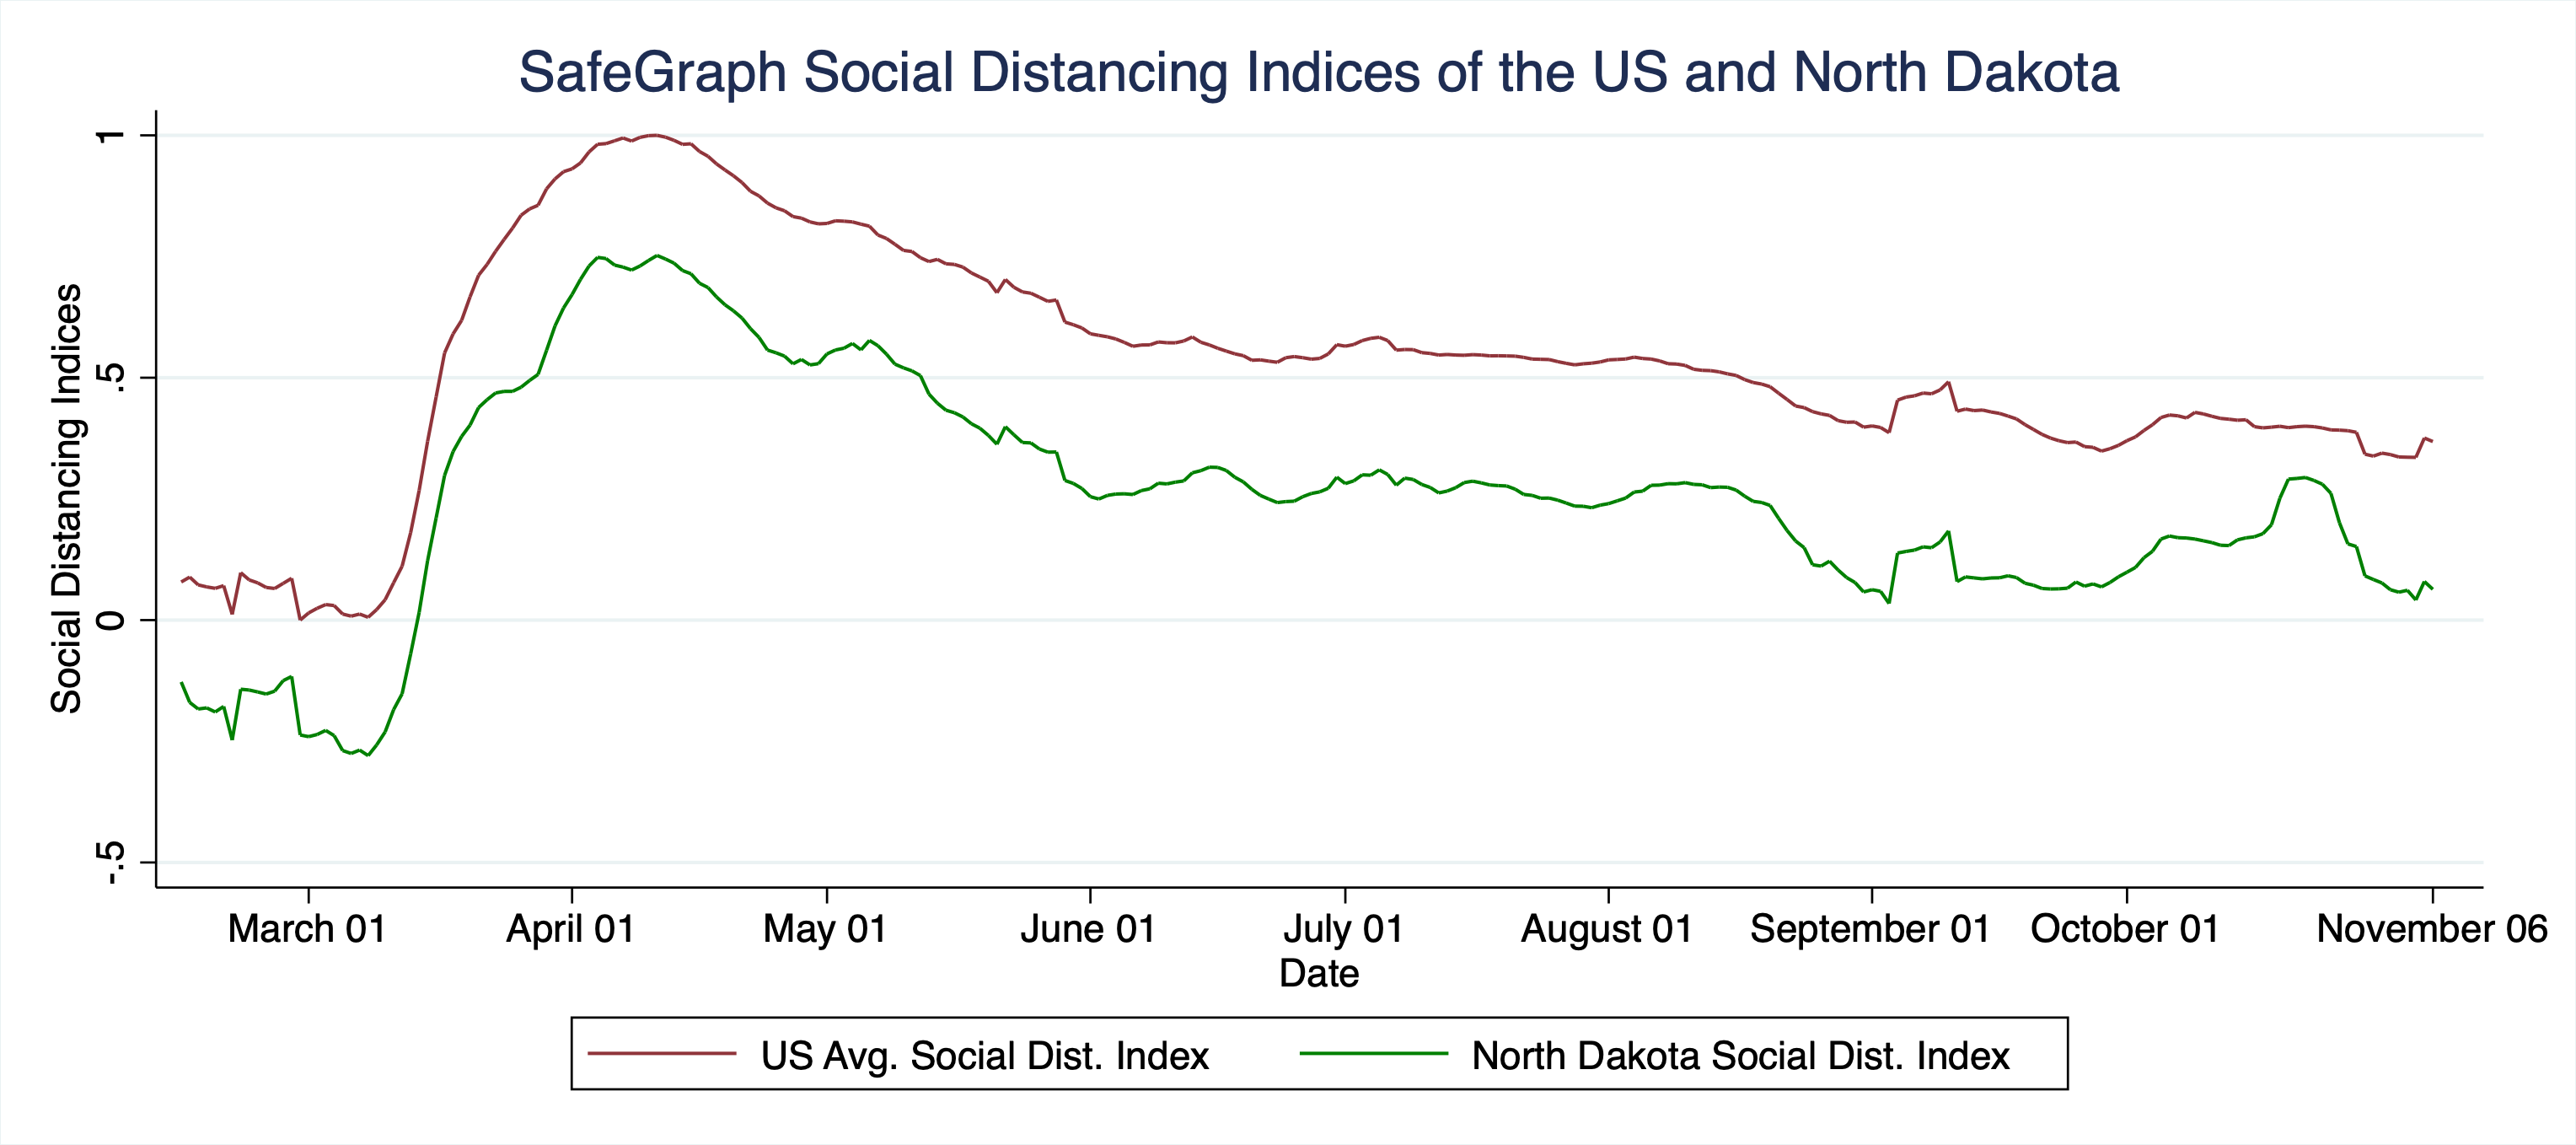 SafeGraph Social Distancing Indices of the US and North Dakota
Social Distancing Indices
1
.5
0
-.5
March 01 April 01 May 01 June 01 July 01 August 01 September 01 October 01 November 06
Date
US Avg. Social Dist. Index North Dakota Social Dist. Index